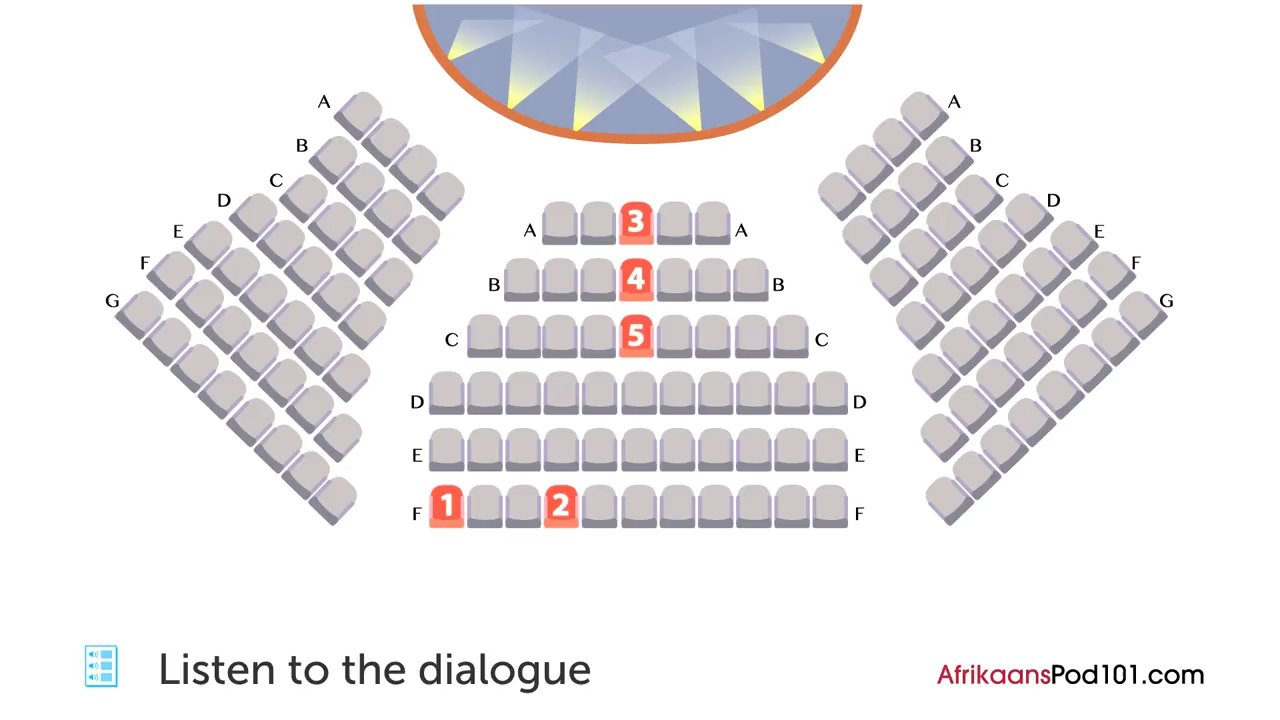 A
B
C
D
E
F
G
A
B
C
D
E
F
G
A 3 A
B 4 B
C 5 C
D D
E E
F 1 2 F
Listen to the dialogue
AfrikaansPod101.com